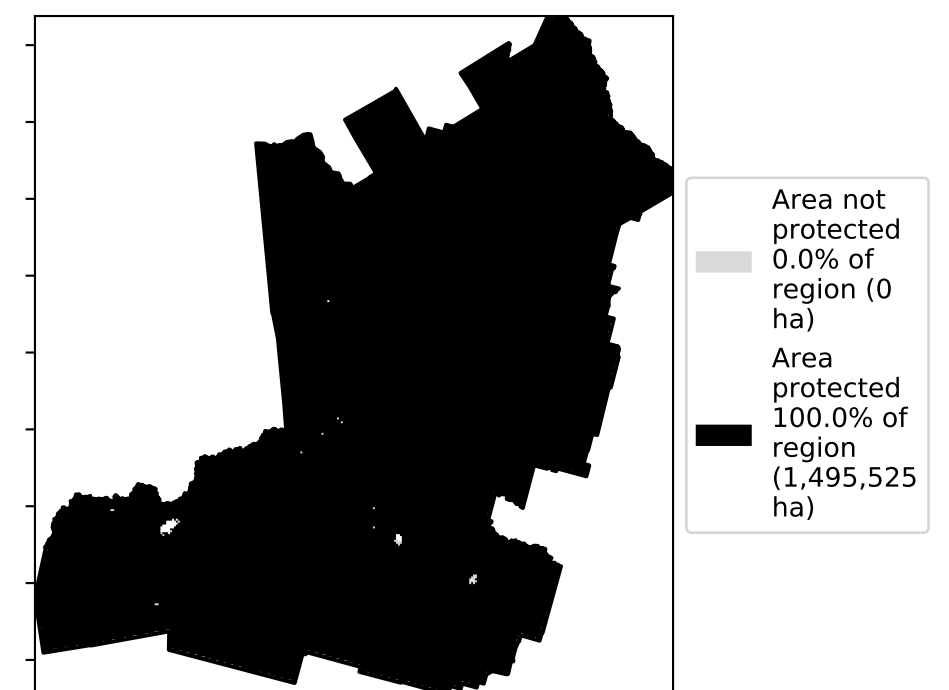 Area not
protected
0.0% of
region (0
ha)
Area
protected
100.0% of
region
(1,495,525
ha)